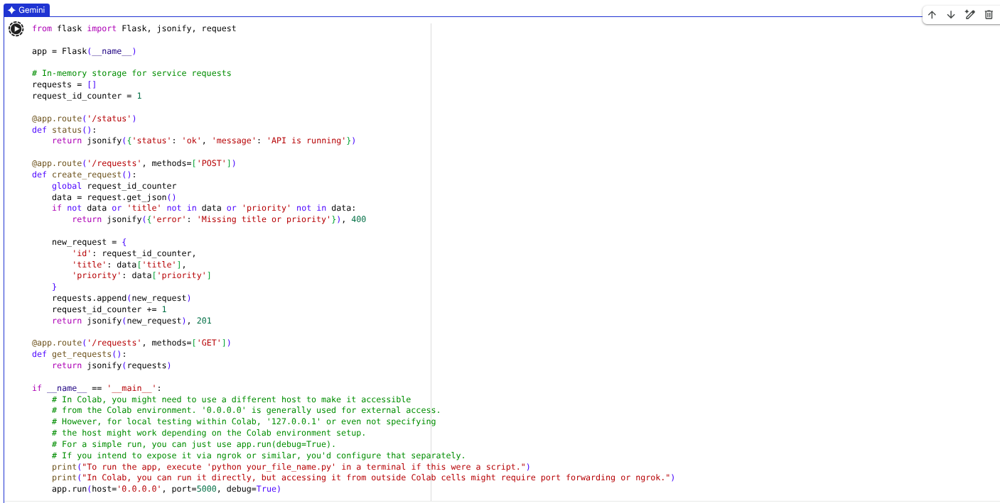 Gemini
from flask import Flask, jsonify, request
app = Flask(__name__)
# In-memory storage for service requests
requests = []
request_id_counter = 1
@app.route('/status')
def status():
    return jsonify({'status': 'ok', 'message': 'API is running'})
@app.route('/requests', methods=['POST'])
def create_request():
    global request_id_counter
    data = request.get_json()
    if not data or 'title' not in data or 'priority' not in data:
        return jsonify({'error': 'Missing title or priority'}), 400
    new_request = {
        'id': request_id_counter,
        'title': data['title'],
        'priority': data['priority']
    }
    requests.append(new_request)
    request_id_counter += 1
    return jsonify(new_request), 201
@app.route('/requests', methods=['GET'])
def get_requests():
    return jsonify(requests)
if __name__ == '__main__':
    # In Colab, you might need to use a different host to make it accessible
    # from the Colab environment. '0.0.0.0' is generally used for external access.
    # However, for local testing within Colab, '127.0.0.1' or even not specifying
    # the host might work depending on the Colab environment setup.
    # For a simple run, you can just use app.run(debug=True).
    # If you intend to expose it via ngrok or similar, you'd configure that separately.
    print("To run the app, execute 'python your_file_name.py' in a terminal if this were a script.")
    print("In Colab, you can run it directly, but accessing it from outside Colab cells might require port forwarding or ngrok.")
    app.run(host='0.0.0.0', port=5000, debug=True)